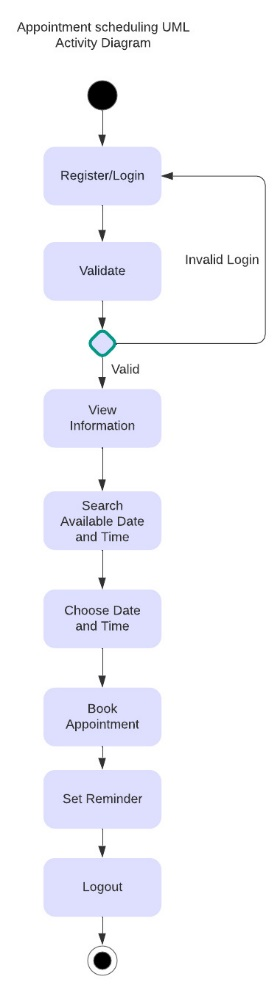 Appointment scheduling UML
Activity Diagram
Register/Login
Validate
Invalid Login
Valid
View
Information
Search
Available Date
and Time
Choose Date
and Time
Book
Appointment
Set Reminder
Logout